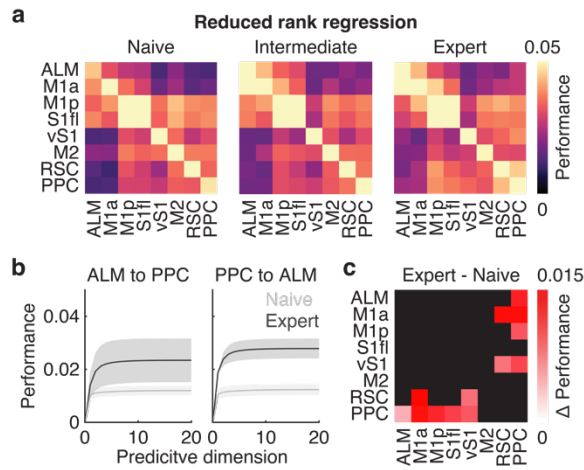 a
Reduced rank regression
Naive Intermediate Expert
ALM
M1a
M1p
S1fl
vS1
M2
RSC
PPC
ALM M1a M1p S1fl vS1 M2 RSC PPC
ALM M1a M1p S1fl vS1 M2 RSC PPC
ALM M1a M1p S1fl vS1 M2 RSC PPC
0.05
Performance
0
b
ALM to PPC PPC to ALM
Naive
Expert
Performance
0.04
0.02
0
0 10 20 0 10 20
Predicitve dimension
c
Expert - Naive
ALM
M1a
M1p
S1fl
vS1
M2
RSC
PPC
ALM M1a M1p S1fl vS1 M2 RSC PPC
0.015
Δ Performance
0